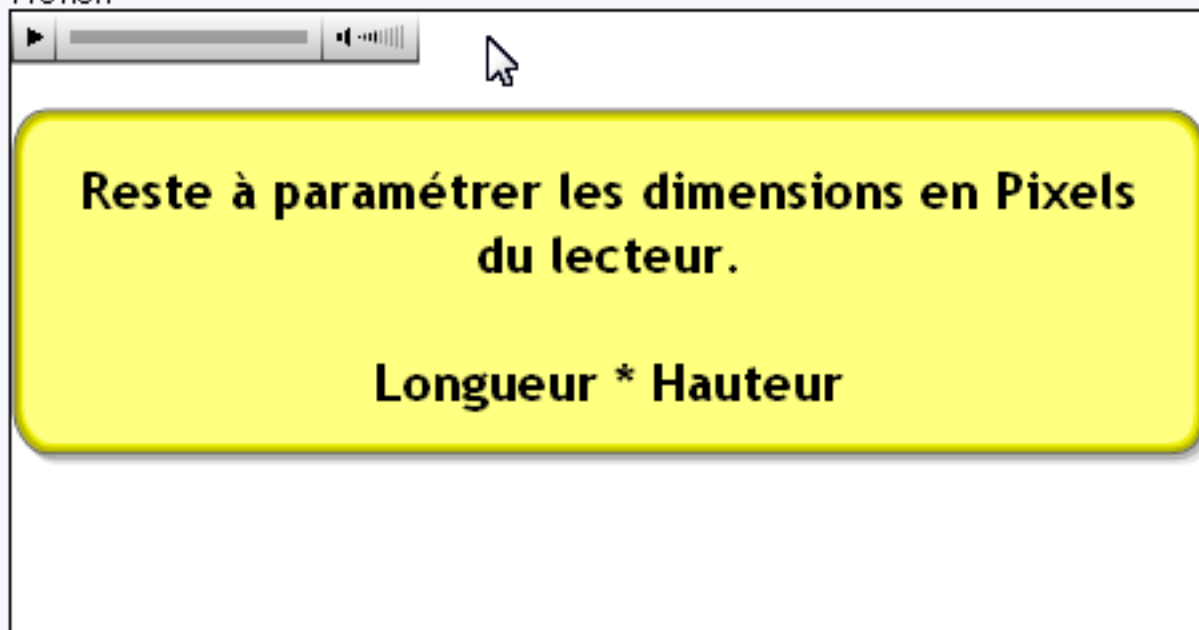 Reste à paramétrer les dimensions en Pixels
du lecteur.
Longueur * Hauteur